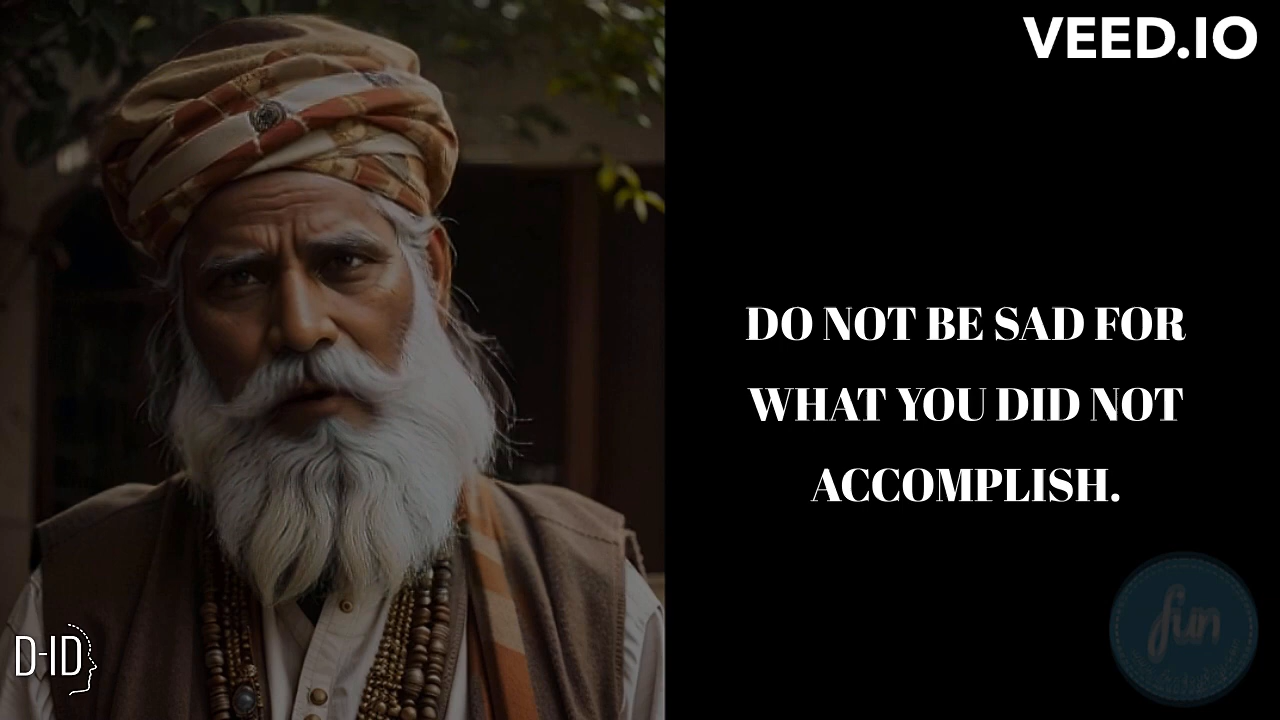 VEED.IO
DO NOT BE SAD FOR
WHAT YOU DID NOT
ACCOMPLISH.
fun
D-ID